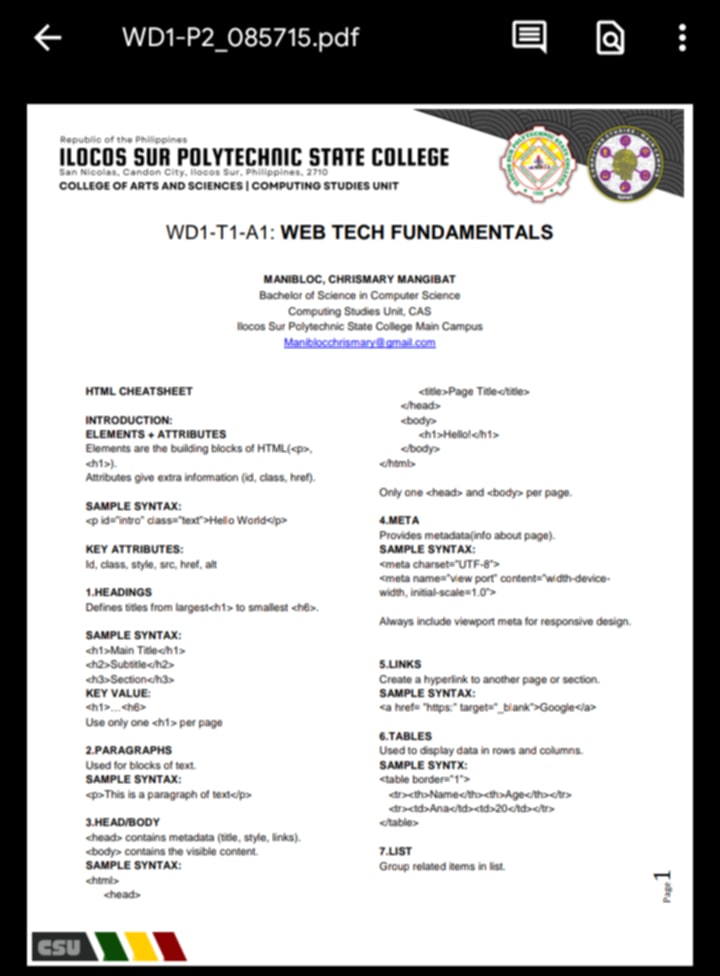 WD1-P2_085715.pdf
Republic of the Philippines
ILOCOS SUR POLYTECHNIC STATE COLLEGE
San Nicolas, Candon City, Ilocos Sur, Philippines, 2710
COLLEGE OF ARTS AND SCIENCES | COMPUTING STUDIES UNIT
WD1-T1-A1: WEB TECH FUNDAMENTALS
MANIBLOC, CHRISMARY MANGIBAT
Bachelor of Science in Computer Science
Computing Studies Unit, CAS
Ilocos Sur Polytechnic State College Main Campus
Maniblocchrismary@gmail.com
HTML CHEATSHEET
INTRODUCTION:
ELEMENTS + ATTRIBUTES
Elements are the building blocks of HTML(<p>,
<h1>).
Attributes give extra information (id, class, href).
SAMPLE SYNTAX:
<p id="intro" class="text">Hello World</p>
KEY ATTRIBUTES:
Id, class, style, src, href, alt
1.HEADINGS
Defines titles from largest<h1> to smallest <h6>.
SAMPLE SYNTAX:
<h1>Main Title</h1>
<h2>Subtitle</h2>
<h3>Section</h3>
KEY VALUE:
<h1>...<h6>
Use only one <h1> per page
2.PARAGRAPHS
Used for blocks of text.
SAMPLE SYNTAX:
<p>This is a paragraph of text</p>
3.HEAD/BODY
<head> contains metadata (title, style, links).
<body> contains the visible content.
SAMPLE SYNTAX:
<html>
<head>
<title>Page Title</title>
</head>
<body>
<h1>Hello!</h1>
</body>
</html>
Only one <head> and <body> per page.
4.META
Provides metadata(info about page).
SAMPLE SYNTAX:
<meta charset="UTF-8">
<meta name="view port" content="width-device-
width, initial-scale=1.0">
Always include viewport meta for responsive design.
5.LINKS
Create a hyperlink to another page or section.
SAMPLE SYNTAX:
<a href= "https:" target="_blank">Google</a>
6.TABLES
Used to display data in rows and columns.
SAMPLE SYNTX:
<table border="1">
<tr><th>Name</th><th>Age</th></tr>
<tr><td>Ana</td><td>20</td></tr>
</table>
7.LIST
Group related items in list.
Page 1
CSU